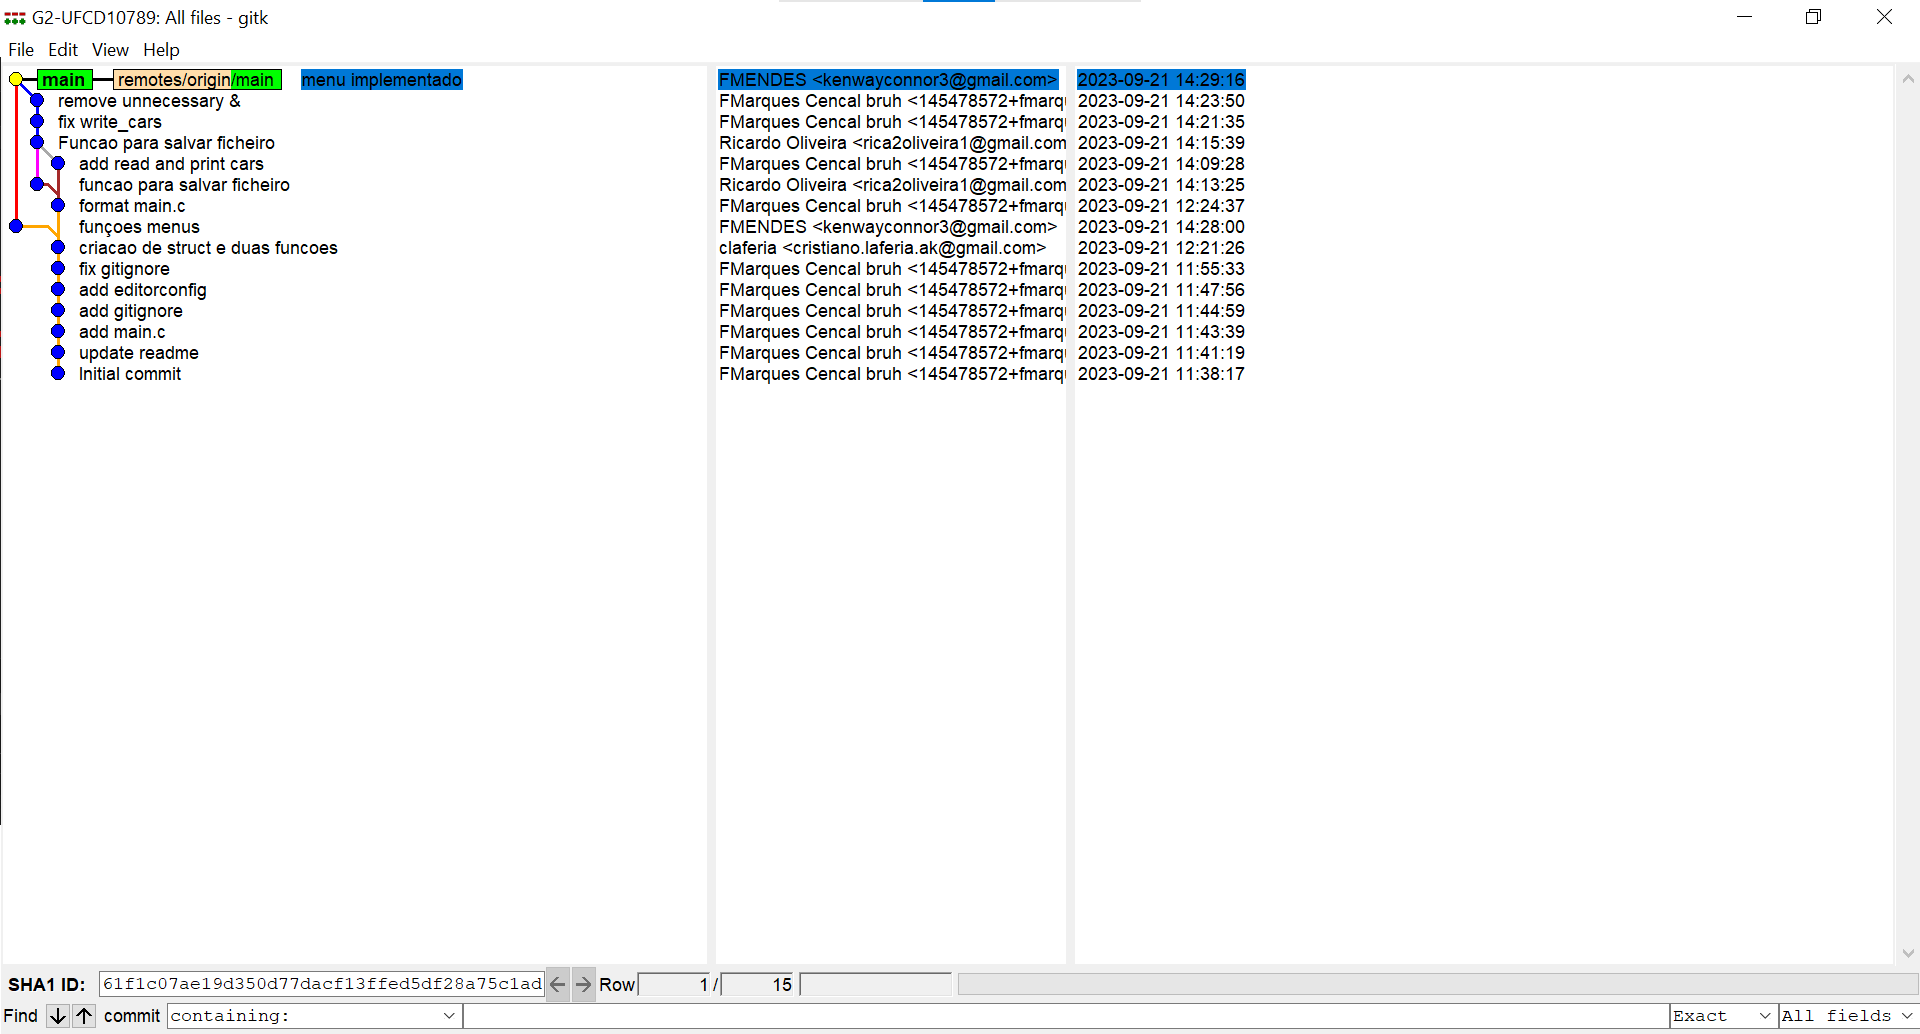 G2-UFCD10789: All files - gitk
File Edit View Help
main remotes/origin/main menu implementado FMENDES <kenwayconnor3@gmail.com> 2023-09-21 14:29:16
remove unnecessary & FMarques Cencal bruh <145478572+fmarq 2023-09-21 14:23:50
fix write_cars FMarques Cencal bruh <145478572+fmarq 2023-09-21 14:21:35
Funcao para salvar ficheiro Ricardo Oliveira <rica2oliveira1@gmail.com 2023-09-21 14:15:39
add read and print cars FMarques Cencal bruh <145478572+fmarq 2023-09-21 14:09:28
funcao para salvar ficheiro Ricardo Oliveira <rica2oliveira1@gmail.com 2023-09-21 14:13:25
format main.c FMarques Cencal bruh <145478572+fmarq 2023-09-21 12:24:37
funçoes menus FMENDES <kenwayconnor3@gmail.com> 2023-09-21 14:28:00
criacao de struct e duas funcoes claferia <cristiano.laferia.ak@gmail.com> 2023-09-21 12:21:26
fix gitignore FMarques Cencal bruh <145478572+fmarq 2023-09-21 11:55:33
add editorconfig FMarques Cencal bruh <145478572+fmarq 2023-09-21 11:47:56
add gitignore FMarques Cencal bruh <145478572+fmarq 2023-09-21 11:44:59
add main.c FMarques Cencal bruh <145478572+fmarq 2023-09-21 11:43:39
update readme FMarques Cencal bruh <145478572+fmarq 2023-09-21 11:41:19
Initial commit FMarques Cencal bruh <145478572+fmarq 2023-09-21 11:38:17
SHA1 ID: 61f1c07ae19d350d77dacf13ffed5df28a75c1ad Row 1 / 15
Find commit containing: Exact All fields